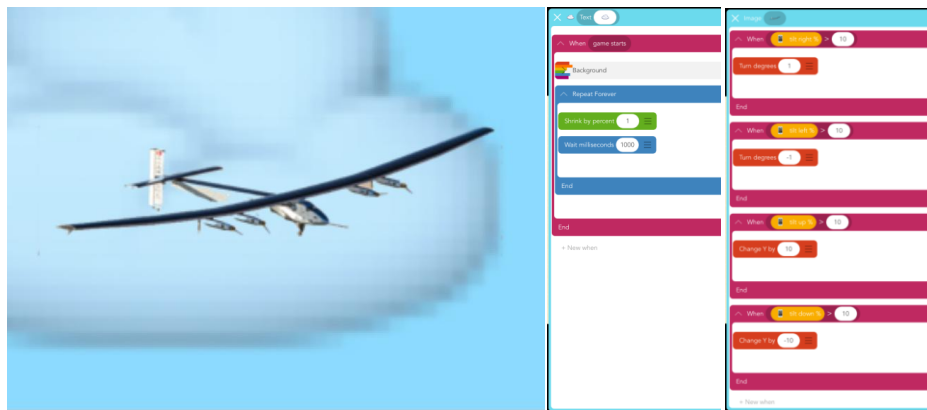 Text
When game starts
Background
Repeat Forever
Shrink by percent 1
Wait milliseconds 1000
End
End
+ New when
Image
When tilt right % > 10
Turn degrees 1
End
When tilt left % > 10
Turn degrees -1
End
When tilt up % > 10
Change Y by 10
End
When tilt down % > 10
Change Y by -10
End
+ New when